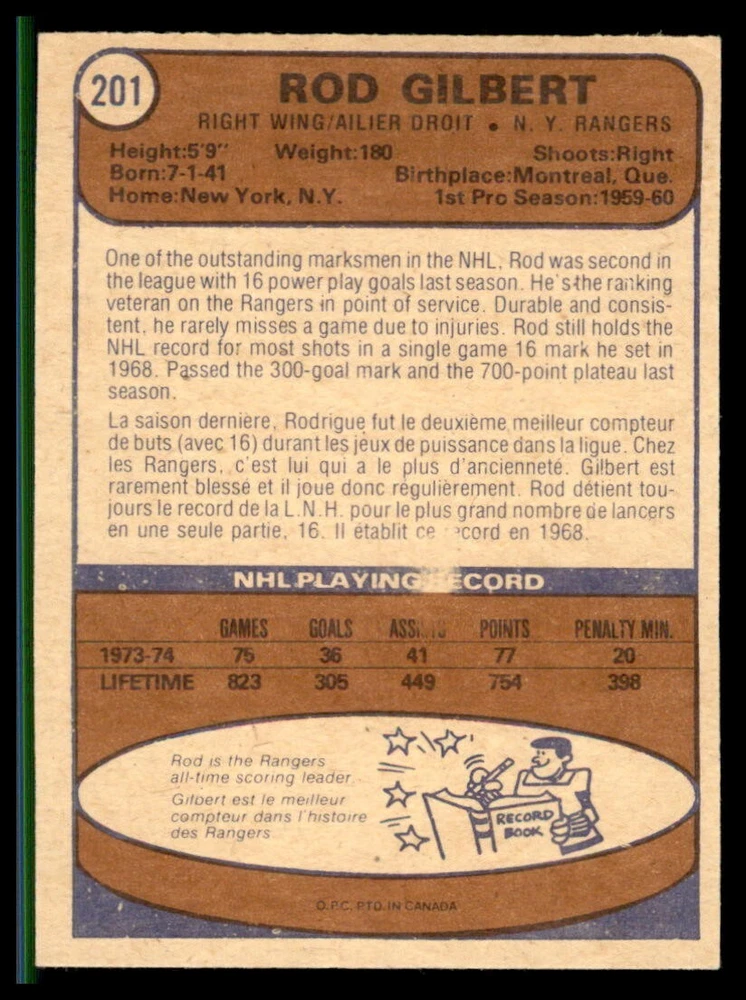 201
ROD GILBERT
RIGHT WING/AILIER DROIT • N. Y. RANGERS
Height:5'9" Weight:180 Shoots:Right
Born:7-1-41 Birthplace:Montreal, Que.
Home:New York, N.Y. 1st Pro Season:1959-60
One of the outstanding marksmen in the NHL, Rod was second in
the league with 16 power play goals last season. He's the ranking
veteran on the Rangers in point of service. Durable and consis-
tent, he rarely misses a game due to injuries. Rod still holds the
NHL record for most shots in a single game 16 mark he set in
1968. Passed the 300-goal mark and the 700-point plateau last
season.
La saison dernière, Rodrigue fut le deuxième meilleur compteur
de buts (avec 16) durant les jeux de puissance dans la ligue. Chez
les Rangers, c'est lui qui a le plus d'ancienneté. Gilbert est
rarement blessé et il joue donc régulièrement. Rod détient tou-
jours le record de la L.N.H. pour le plus grand nombre de lancers
en une seule partie, 16. Il établit ce en 1968.
NHL PLAYING
GAMES GOALS POINTS PENALTY MIN.
1973-74 75 36 41 77 20
LIFETIME 823 305 449 754 398
Rod is the Rangers
all-time scoring leader
Gilbert est le meilleur
compteur dans l'histoire
des Rangers
RECORD
BOOK
O.P.C. PTD. IN CANADA